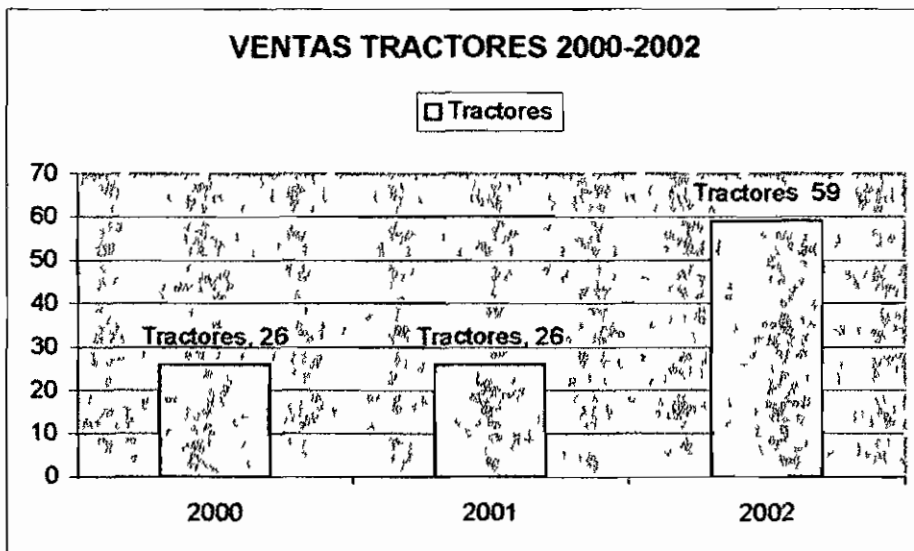 VENTAS TRACTORES 2000-2002
Tractores
70
60
50
40
30
20
10
0
Tractores, 26
Tractores, 26
Tractores 59
2000
2001
2002